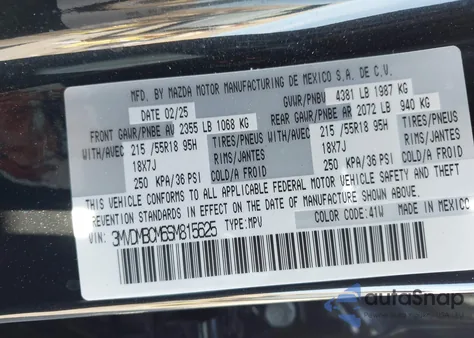 MFD. BY MAZDA MOTOR MANUFACTURING DE MEXICO S.A. DE C.V.
DATE 02/25 GVWR/PNBV 4381 LB 1987 KG
FRONT GAWR/PNBE AV 2355 LB 1068 KG REAR GAWR/PNBE AR 2072 LB 940 KG
WITH/AVEC 215/55R18 95H TIRES/PNEUS WITH/AVEC 215/55R18 95H TIRES/PNEUS
18X7J RIMS/JANTES 18X7J RIMS/JANTES
250 KPA/36 PSI COLD/A FROID 250 KPA/36 PSI COLD/A FROID
THIS VEHICLE CONFORMS TO ALL APPLICABLE FEDERAL MOTOR VEHICLE SAFETY AND THEFT
PREVENTION STANDARDS IN EFFECT ON THE DATE OF MANUFACTURE SHOWN ABOVE.
VIN: 3MVDMBCM6SM815625 TYPE: MPV COLOR CODE: 41W MADE IN MEXICO
autoSnap